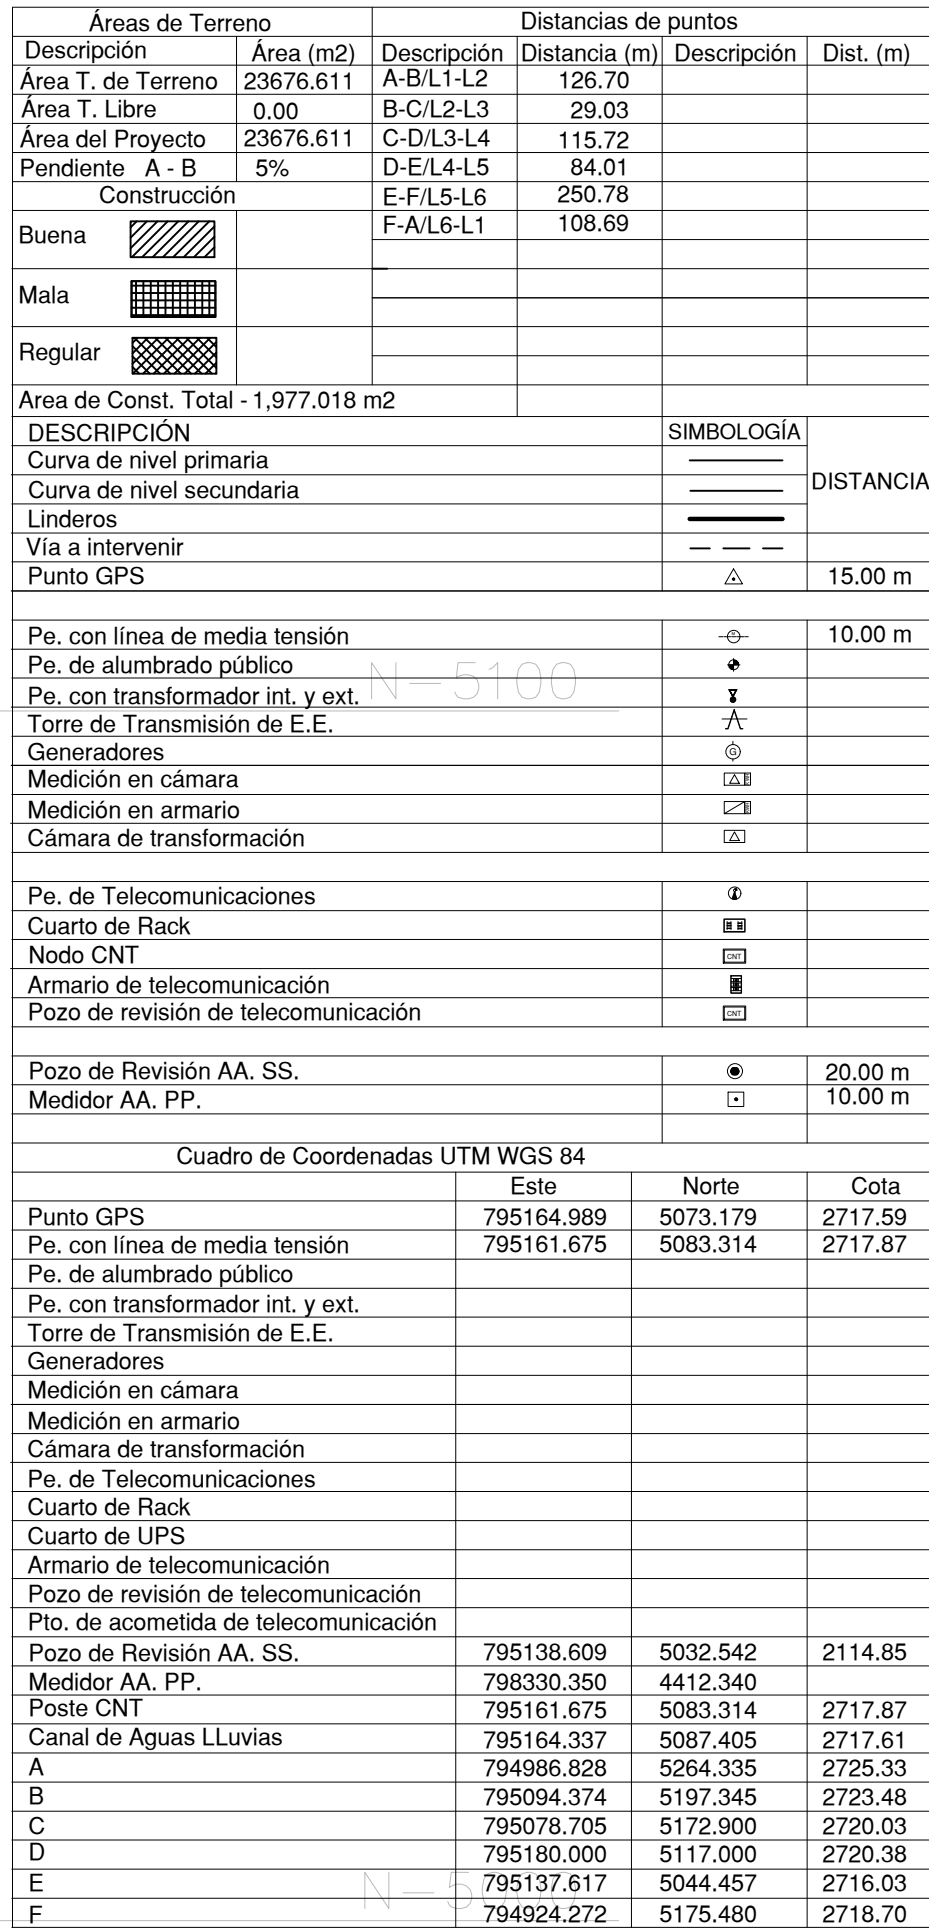 Áreas de Terreno Distancias de puntos
Descripción Área (m2) Descripción Distancia (m) Descripción Dist. (m)
Área T. de Terreno 23676.611 A-B/L1-L2 126.70
Área T. Libre 0.00 B-C/L2-L3 29.03
Área del Proyecto 23676.611 C-D/L3-L4 115.72
Pendiente A - B 5% D-E/L4-L5 84.01
Construcción E-F/L5-L6 250.78
Buena F-A/L6-L1 108.69
Mala
Regular
Area de Const. Total - 1,977.018 m2
DESCRIPCIÓN SIMBOLOGÍA DISTANCIA
Curva de nivel primaria
Curva de nivel secundaria
Linderos
Vía a intervenir
Punto GPS 15.00 m
Pe. con línea de media tensión 10.00 m
Pe. de alumbrado público
N-5100
Pe. con transformador int. y ext.
Torre de Transmisión de E.E.
Generadores G
Medición en cámara
Medición en armario
Cámara de transformación
Pe. de Telecomunicaciones
Cuarto de Rack
Nodo CNT CNT
Armario de telecomunicación
Pozo de revisión de telecomunicación CNT
Pozo de Revisión AA. SS. 20.00 m
Medidor AA. PP. 10.00 m
Cuadro de Coordenadas UTM WGS 84
Este Norte Cota
Punto GPS 795164.989 5073.179 2717.59
Pe. con línea de media tensión 795161.675 5083.314 2717.87
Pe. de alumbrado público
Pe. con transformador int. y ext.
Torre de Transmisión de E.E.
Generadores
Medición en cámara
Medición en armario
Cámara de transformación
Pe. de Telecomunicaciones
Cuarto de Rack
Cuarto de UPS
Armario de telecomunicación
Pozo de revisión de telecomunicación
Pto. de acometida de telecomunicación
Pozo de Revisión AA. SS. 795138.609 5032.542 2114.85
Medidor AA. PP. 798330.350 4412.340
Poste CNT 795161.675 5083.314 2717.87
Canal de Aguas LLuvias 795164.337 5087.405 2717.61
A 794986.828 5264.335 2725.33
B 795094.374 5197.345 2723.48
C 795078.705 5172.900 2720.03
D 795180.000 5117.000 2720.38
E 795137.617 5044.457 2716.03
N-5000
F 794924.272 5175.480 2718.70